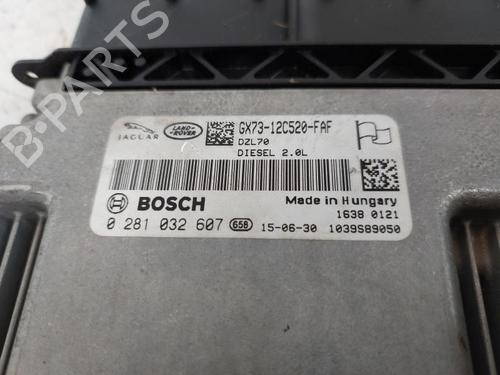 JAGUAR
LAND-
ROVER
GX73-12C520-FAF
DZL70
DIESEL 2.0L
BOSCH
Made in Hungary
1638 0121
0 281 032 607 658 15-06-30 1039S89050
B-PARTS